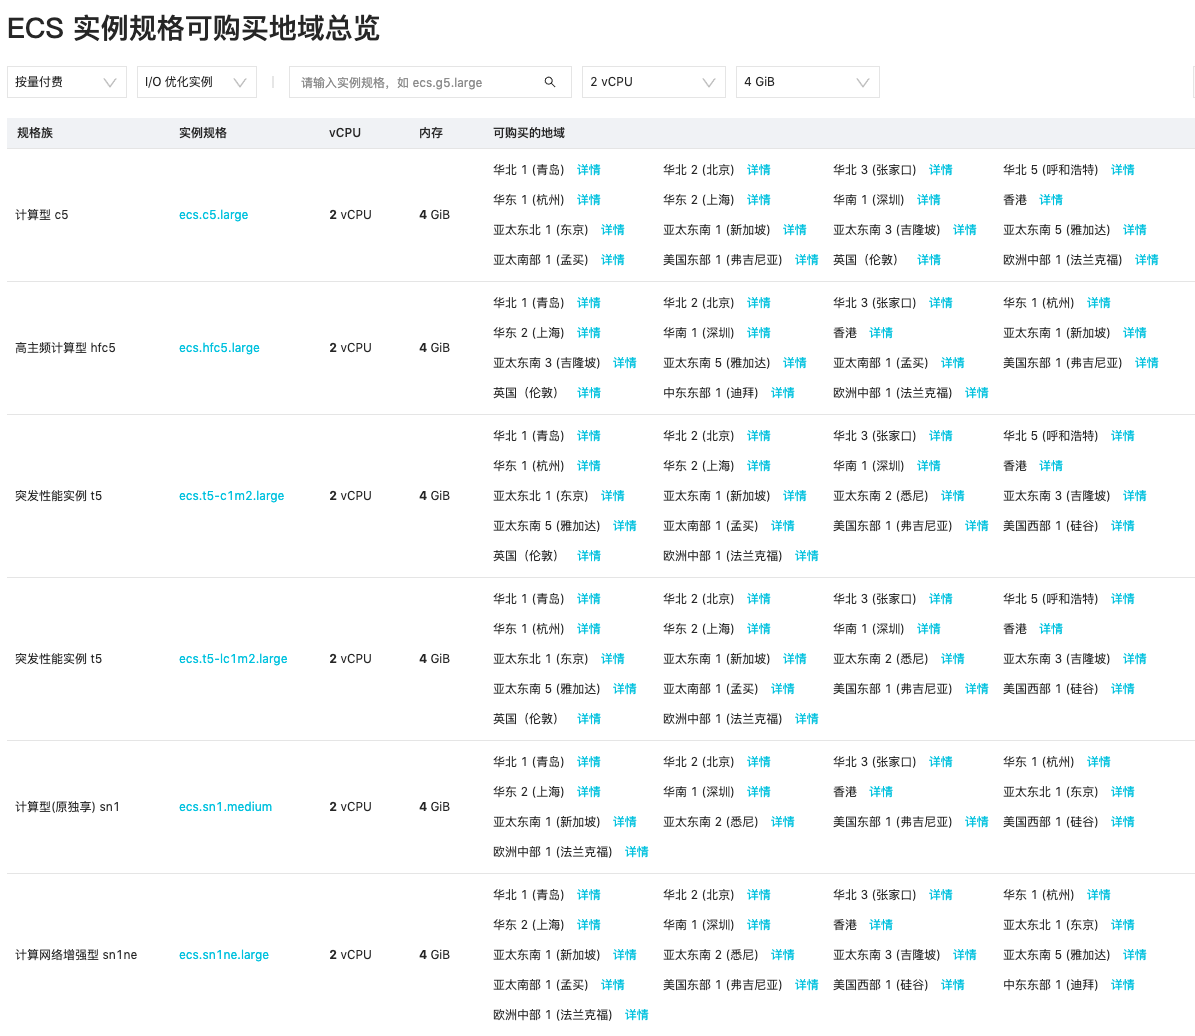 ECS 实例规格可购买地域总览
按量付费 I/O 优化实例 请输入实例规格，如 ecs.g5.large 2 vCPU 4 GiB
规格族 实例规格 vCPU 内存 可购买的地域
华北 1 (青岛) 详情 华北 2 (北京) 详情 华北 3 (张家口) 详情 华北 5 (呼和浩特) 详情
华东 1 (杭州) 详情 华东 2 (上海) 详情 华南 1 (深圳) 详情 香港 详情
计算型 c5 ecs.c5.large 2 vCPU 4 GiB
亚太东北 1 (东京) 详情 亚太东南 1 (新加坡) 详情 亚太东南 3 (吉隆坡) 详情 亚太东南 5 (雅加达) 详情
亚太南部 1 (孟买) 详情 美国东部 1 (弗吉尼亚) 详情 英国（伦敦） 详情 欧洲中部 1 (法兰克福) 详情
华北 1 (青岛) 详情 华北 2 (北京) 详情 华北 3 (张家口) 详情 华东 1 (杭州) 详情
华东 2 (上海) 详情 华南 1 (深圳) 详情 香港 详情 亚太东南 1 (新加坡) 详情
高主频计算型 hfc5 ecs.hfc5.large 2 vCPU 4 GiB
亚太东南 3 (吉隆坡) 详情 亚太东南 5 (雅加达) 详情 亚太南部 1 (孟买) 详情 美国东部 1 (弗吉尼亚) 详情
英国（伦敦） 详情 中东东部 1 (迪拜) 详情 欧洲中部 1 (法兰克福) 详情
华北 1 (青岛) 详情 华北 2 (北京) 详情 华北 3 (张家口) 详情 华北 5 (呼和浩特) 详情
华东 1 (杭州) 详情 华东 2 (上海) 详情 华南 1 (深圳) 详情 香港 详情
突发性能实例 t5 ecs.t5-c1m2.large 2 vCPU 4 GiB 亚太东北 1 (东京) 详情 亚太东南 1 (新加坡) 详情 亚太东南 2 (悉尼) 详情 亚太东南 3 (吉隆坡) 详情
亚太东南 5 (雅加达) 详情 亚太南部 1 (孟买) 详情 美国东部 1 (弗吉尼亚) 详情 美国西部 1 (硅谷) 详情
英国（伦敦） 详情 欧洲中部 1 (法兰克福) 详情
华北 1 (青岛) 详情 华北 2 (北京) 详情 华北 3 (张家口) 详情 华北 5 (呼和浩特) 详情
华东 1 (杭州) 详情 华东 2 (上海) 详情 华南 1 (深圳) 详情 香港 详情
突发性能实例 t5 ecs.t5-lc1m2.large 2 vCPU 4 GiB 亚太东北 1 (东京) 详情 亚太东南 1 (新加坡) 详情 亚太东南 2 (悉尼) 详情 亚太东南 3 (吉隆坡) 详情
亚太东南 5 (雅加达) 详情 亚太南部 1 (孟买) 详情 美国东部 1 (弗吉尼亚) 详情 美国西部 1 (硅谷) 详情
英国（伦敦） 详情 欧洲中部 1 (法兰克福) 详情
华北 1 (青岛) 详情 华北 2 (北京) 详情 华北 3 (张家口) 详情 华东 1 (杭州) 详情
华东 2 (上海) 详情 华南 1 (深圳) 详情 香港 详情 亚太东北 1 (东京) 详情
计算型(原独享) sn1 ecs.sn1.medium 2 vCPU 4 GiB
亚太东南 1 (新加坡) 详情 亚太东南 2 (悉尼) 详情 美国东部 1 (弗吉尼亚) 详情 美国西部 1 (硅谷) 详情
欧洲中部 1 (法兰克福) 详情
华北 1 (青岛) 详情 华北 2 (北京) 详情 华北 3 (张家口) 详情 华东 1 (杭州) 详情
华东 2 (上海) 详情 华南 1 (深圳) 详情 香港 详情 亚太东北 1 (东京) 详情
计算网络增强型 sn1ne ecs.sn1ne.large 2 vCPU 4 GiB 亚太东南 1 (新加坡) 详情 亚太东南 2 (悉尼) 详情 亚太东南 3 (吉隆坡) 详情 亚太东南 5 (雅加达) 详情
亚太南部 1 (孟买) 详情 美国东部 1 (弗吉尼亚) 详情 美国西部 1 (硅谷) 详情 中东东部 1 (迪拜) 详情
欧洲中部 1 (法兰克福) 详情